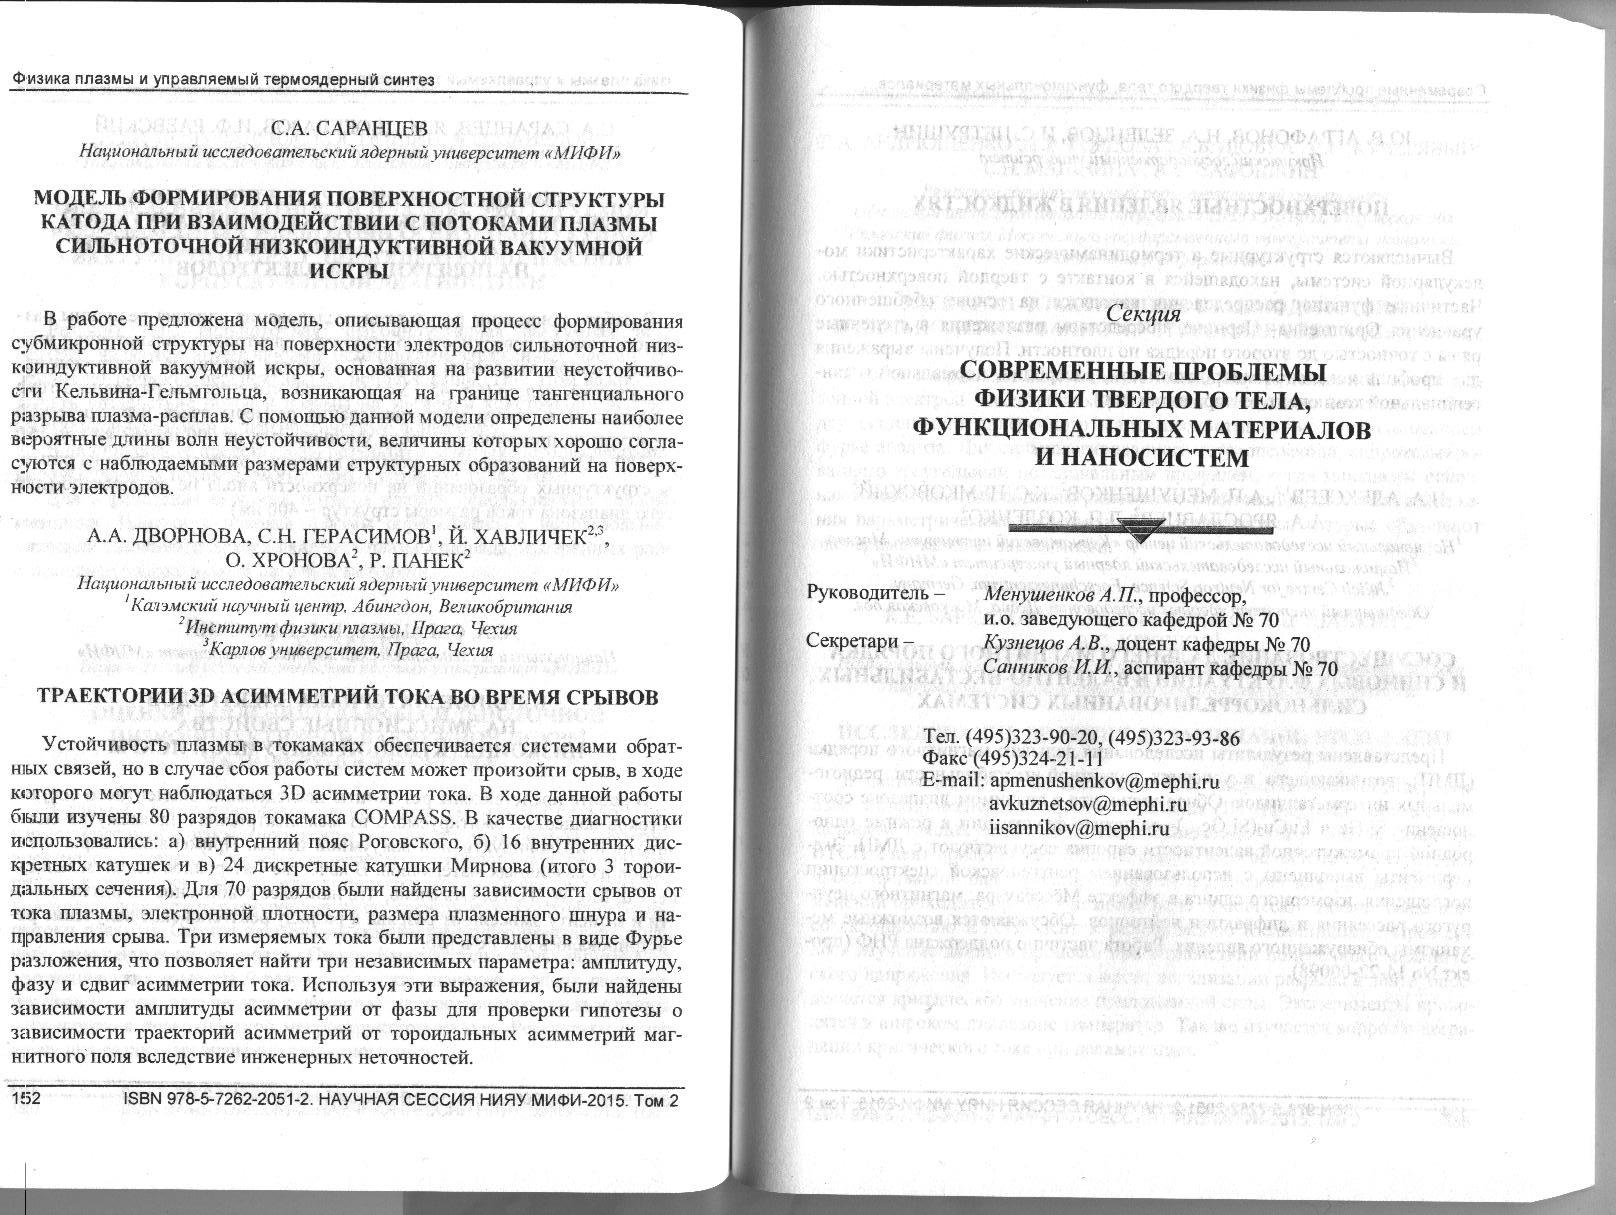 Физика плазмы и управляемый термоядерный синтез
С.А. САРАНЦЕВ
Национальный исследовательский ядерный университет «МИФИ»
МОДЕЛЬ ФОРМИРОВАНИЯ ПОВЕРХНОСТНОЙ СТРУКТУРЫ
КАТОДА ПРИ ВЗАИМОДЕЙСТВИИ С ПОТОКАМИ ПЛАЗМЫ
СИЛЬНОТОЧНОЙ НИЗКОИНДУКТИВНОЙ ВАКУУМНОЙ
ИСКРЫ
В работе предложена модель, описывающая процесс формирования
субмикронной структуры на поверхности электродов сильноточной низ-
коиндуктивной вакуумной искры, основанная на развитии неустойчиво-
сти Кельвина-Гельмгольца, возникающая на границе тангенциального
разрыва плазма-расплав. С помощью данной модели определены наиболее
вероятные длины волн неустойчивости, величины которых хорошо согла-
суются с наблюдаемыми размерами структурных образований на поверх-
ности электродов.
А.А. ДВОРНОВА, С.Н. ГЕРАСИМОВ¹, Й. ХАВЛИЧЕК²,³,
О. ХРОНОВА², Р. ПАНЕК²
Национальный исследовательский ядерный университет «МИФИ»
¹Калэмский научный центр, Абингдон, Великобритания
²Институт физики плазмы, Прага, Чехия
³Карлов университет, Прага, Чехия
ТРАЕКТОРИИ 3D АСИММЕТРИЙ ТОКА ВО ВРЕМЯ СРЫВОВ
Устойчивость плазмы в токамаках обеспечивается системами обрат-
ных связей, но в случае сбоя работы систем может произойти срыв, в ходе
которого могут наблюдаться 3D асимметрии тока. В ходе данной работы
были изучены 80 разрядов токамака COMPASS. В качестве диагностики
использовались: а) внутренний пояс Роговского, б) 16 внутренних дис-
кретных катушек и в) 24 дискретные катушки Мирнова (итого 3 торои-
дальных сечения). Для 70 разрядов были найдены зависимости срывов от
тока плазмы, электронной плотности, размера плазменного шнура и на-
правления срыва. Три измеряемых тока были представлены в виде Фурье
разложения, что позволяет найти три независимых параметра: амплитуду,
фазу и сдвиг асимметрии тока. Используя эти выражения, были найдены
зависимости амплитуды асимметрии от фазы для проверки гипотезы о
зависимости траекторий асимметрий от тороидальных асимметрий маг-
нитного поля вследствие инженерных неточностей.
152 ISBN 978-5-7262-2051-2. НАУЧНАЯ СЕССИЯ НИЯУ МИФИ-2015. Том 2
Секция
СОВРЕМЕННЫЕ ПРОБЛЕМЫ
ФИЗИКИ ТВЕРДОГО ТЕЛА,
ФУНКЦИОНАЛЬНЫХ МАТЕРИАЛОВ
И НАНОСИСТЕМ
Руководитель – Менушенков А.П., профессор,
и.о. заведующего кафедрой № 70
Секретари – Кузнецов А.В., доцент кафедры № 70
Санников И.И., аспирант кафедры № 70
Тел. (495)323-90-20, (495)323-93-86
Факс (495)324-21-11
E-mail: apmenushenkov@mephi.ru
avkuznetsov@mephi.ru
iisannikov@mephi.ru